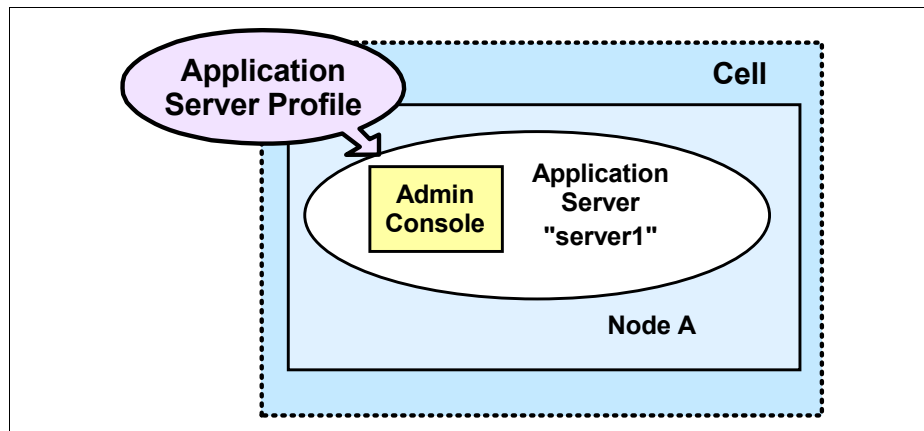 Application
Server Profile
Cell
Admin
Console
Application
Server
"server1"
Node A